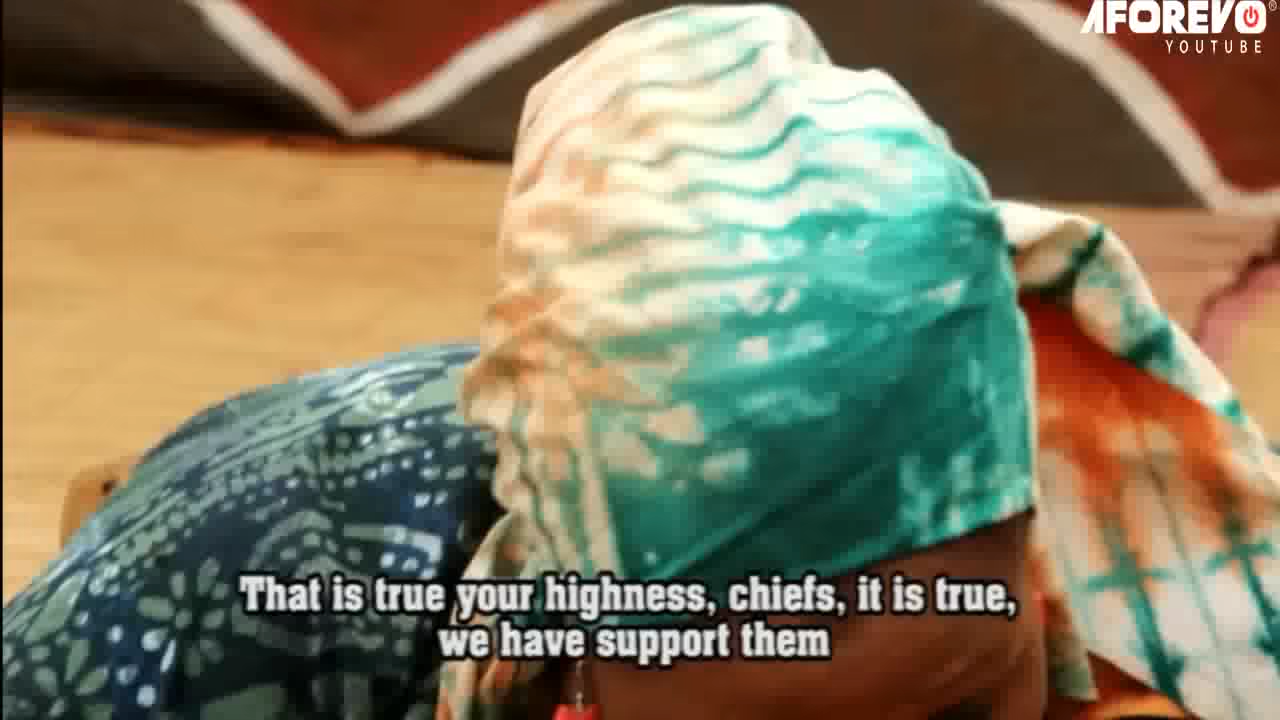 AFOREVO®
YOUTUBE
That is true your highness, chiefs, it is true,
we have support them